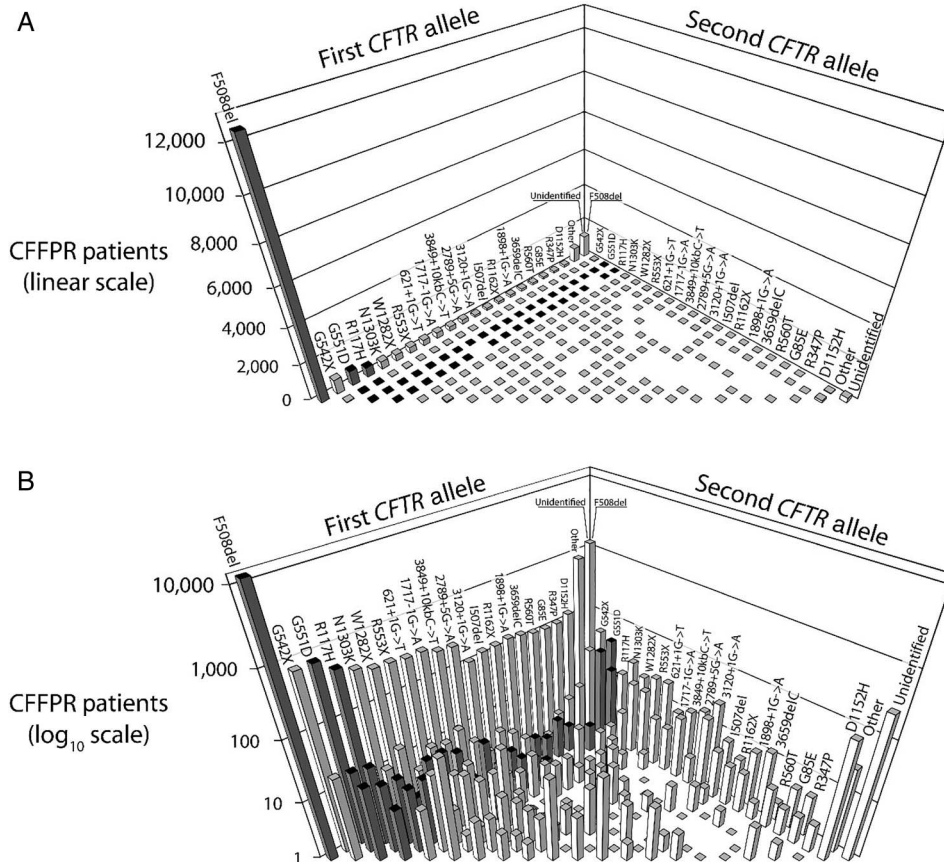 A
First CFTR allele
Second CFTR allele
F508del
12,000
10,000
8,000
6,000
4,000
2,000
0
CFFPR patients
(linear scale)
G542X
G551D
R117H
N1303K
W1282X
R553X
621+1G->T
1717-1G->A
3849+10kbC->T
2789+5G->A
3120+1G->A
I507del
R1162X
1898+1G->A
3659delC
R560T
G85E
R347P
D1152H
Other
Unidentified
F508del
G542X
G551D
R117H
N1303K
W1282X
R553X
621+1G->T
1717-1G->A
3849+10kbC->T
2789+5G->A
3120+1G->A
I507del
R1162X
1898+1G->A
3659delC
R560T
G85E
R347P
D1152H
Other
Unidentified
B
First CFTR allele
Second CFTR allele
F508del
10,000
1,000
100
10
1
CFFPR patients
(log10 scale)
G542X
G551D
R117H
N1303K
W1282X
R553X
621+1G->T
1717-1G->A
3849+10kbC->T
2789+5G->A
3120+1G->A
I507del
R1162X
1898+1G->A
3659delC
R560T
G85E
R347P
D1152H
Other
Unidentified
F508del
G542X
G551D
R117H
N1303K
W1282X
R553X
621+1G->T
1717-1G->A
3849+10kbC->T
2789+5G->A
3120+1G->A
I507del
R1162X
1898+1G->A
3659delC
R560T
G85E
R347P
D1152H
Other
Unidentified